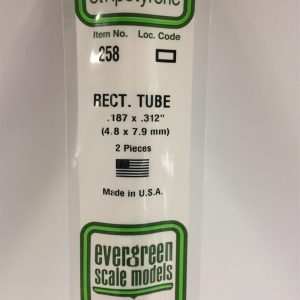 Item No. Loc. Code
258
RECT. TUBE
.187 x .312"
(4.8 x 7.9 mm)
2 Pieces
Made in U.S.A.
evergreen
scale models